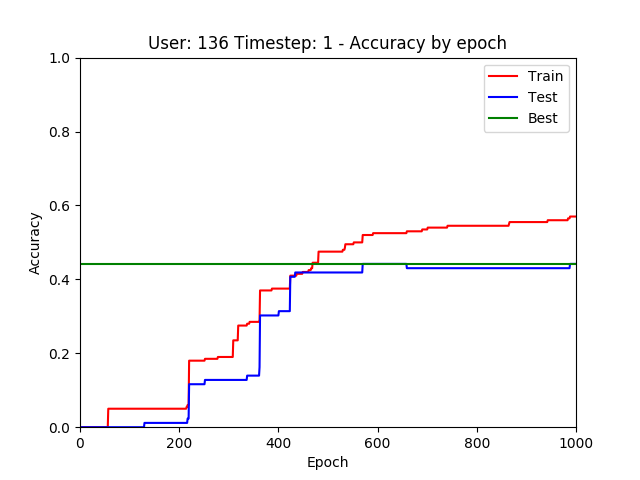 User: 136 Timestep: 1 - Accuracy by epoch
1.0
0.8
0.6
0.4
0.2
0.0
Accuracy
Train
Test
Best
0 200 400 600 800 1000
Epoch